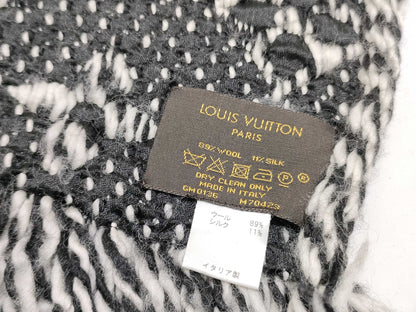 LOUIS VUITTON
PARIS
89% WOOL 11% SILK
DRY CLEAN ONLY
MADE IN ITALY
GM0126 M70423
ウール 89%
シルク 11%
イタリア製